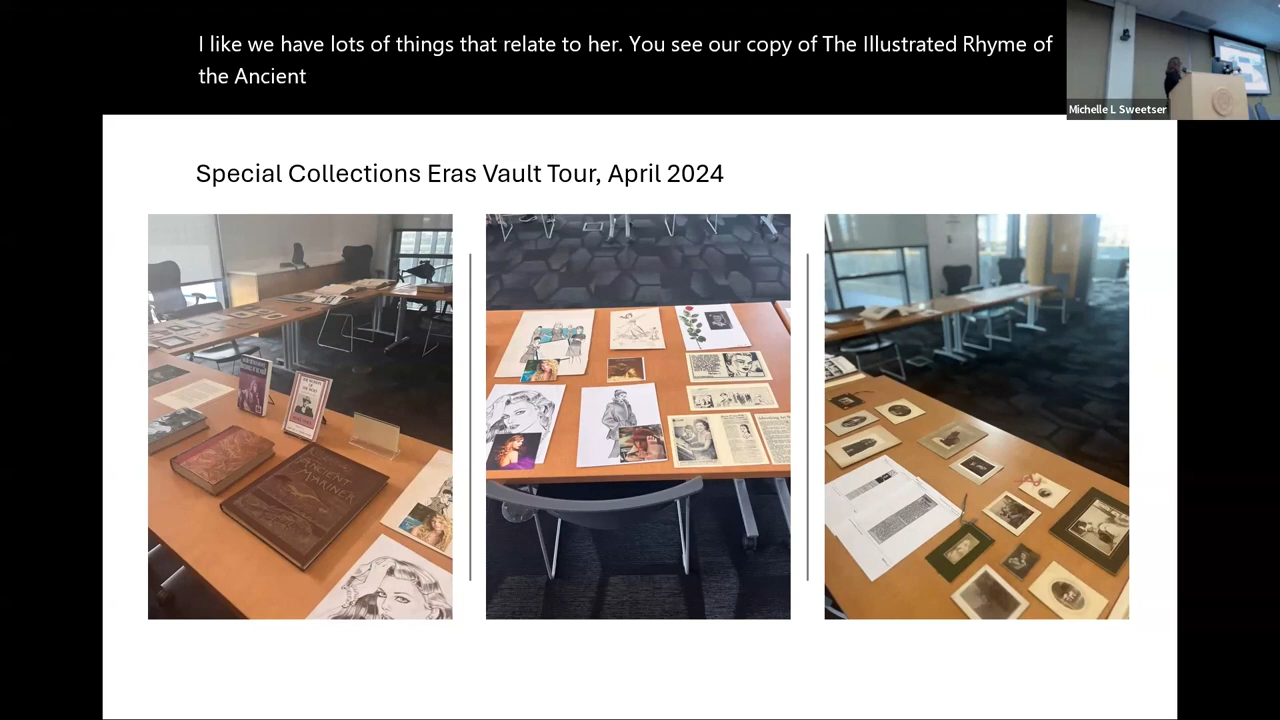 I like we have lots of things that relate to her. You see our copy of The Illustrated Rhyme of
the Ancient
Michelle L Sweetser
Special Collections Eras Vault Tour, April 2024
ANCIENT
MARINER